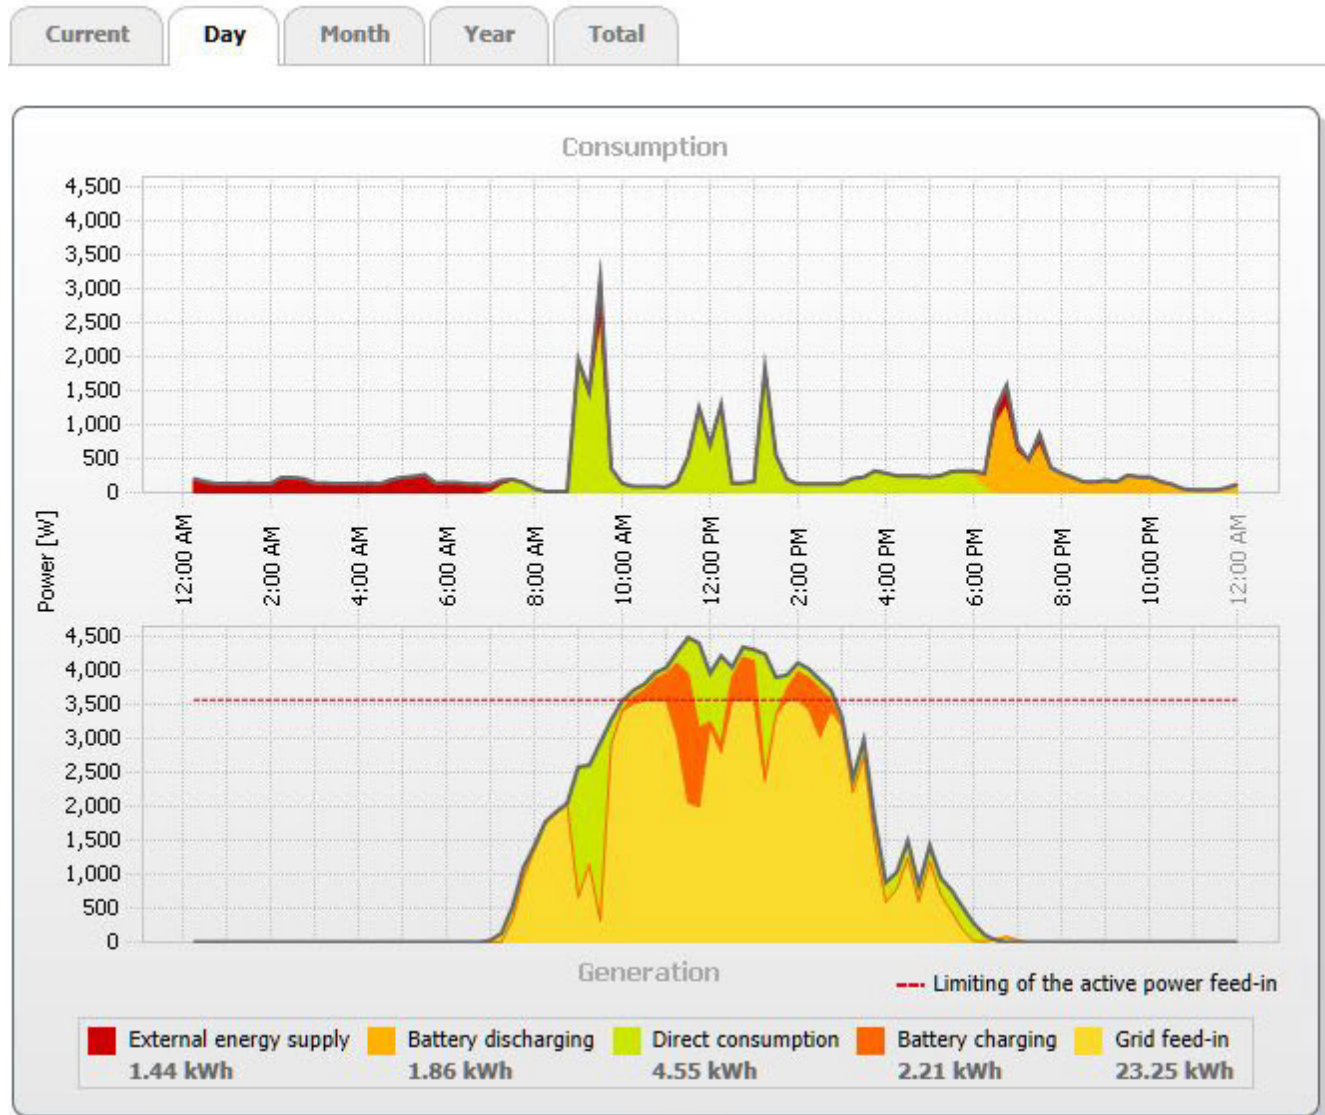 Current Day Month Year Total
Consumption
4,500
4,000
3,500
3,000
2,500
2,000
1,500
1,000
500
0
Power [W]
12:00 AM 2:00 AM 4:00 AM 6:00 AM 8:00 AM 10:00 AM 12:00 PM 2:00 PM 4:00 PM 6:00 PM 8:00 PM 10:00 PM 12:00 AM
4,500
4,000
3,500
3,000
2,500
2,000
1,500
1,000
500
0
Generation
Limiting of the active power feed-in
External energy supply Battery discharging Direct consumption Battery charging Grid feed-in
1.44 kWh 1.86 kWh 4.55 kWh 2.21 kWh 23.25 kWh